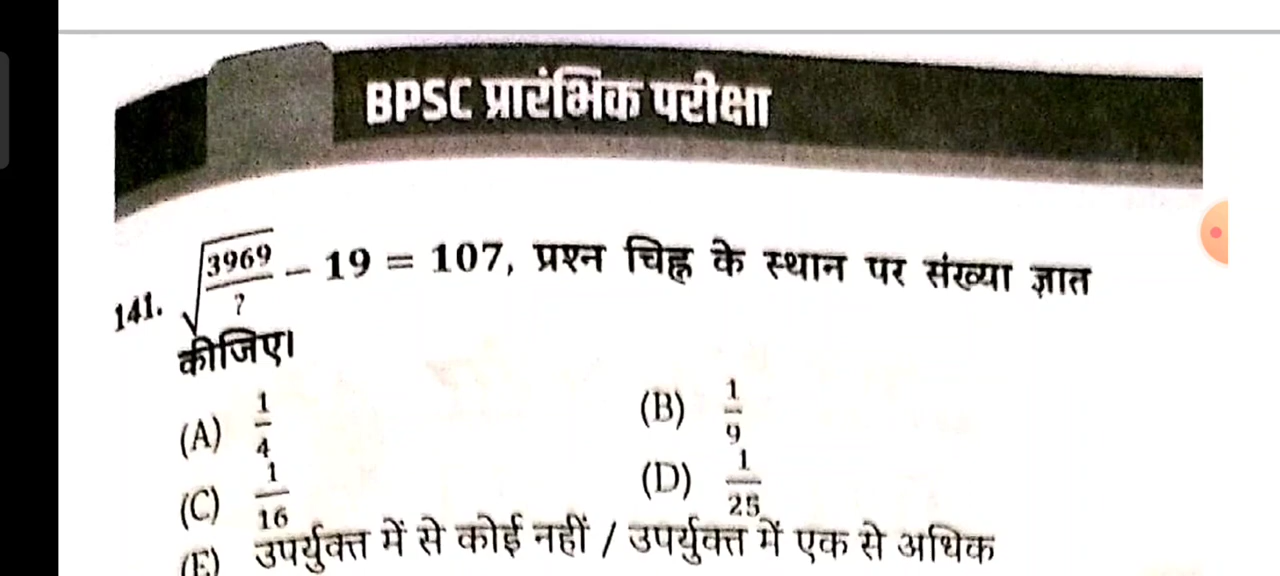 BPSC प्रारंभिक परीक्षा
141. √(3969/?) – 19 = 107, प्रश्न चिह्न के स्थान पर संख्या ज्ञात
कीजिए।
(A) 1/4 (B) 1/9
(C) 1/16 (D) 1/25
(E) उपर्युक्त में से कोई नहीं / उपर्युक्त में एक से अधिक